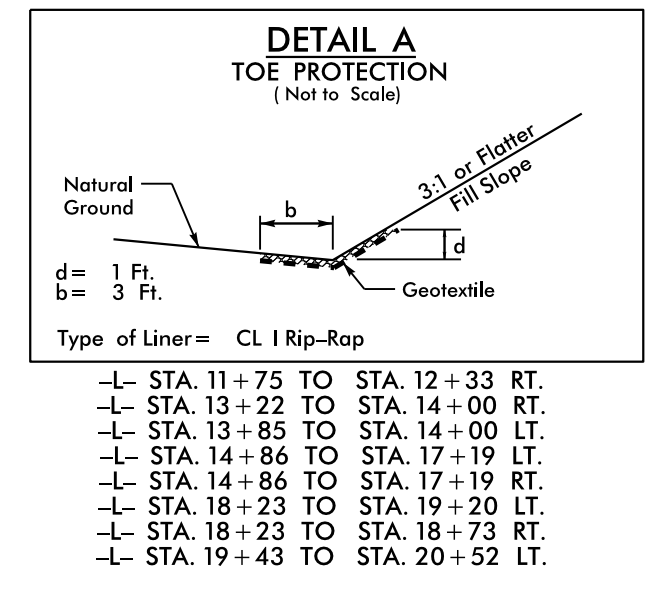 DETAIL A
TOE PROTECTION
( Not to Scale)
3:1 or Flatter
Fill Slope
Natural
Ground
b
d
d= 1 Ft.
b= 3 Ft.
Geotextile
Type of Liner= CL I Rip-Rap
-L- STA. 11+75 TO STA. 12+33 RT.
-L- STA. 13+22 TO STA. 14+00 RT.
-L- STA. 13+85 TO STA. 14+00 LT.
-L- STA. 14+86 TO STA. 17+19 LT.
-L- STA. 14+86 TO STA. 17+19 RT.
-L- STA. 18+23 TO STA. 19+20 LT.
-L- STA. 18+23 TO STA. 18+73 RT.
-L- STA. 19+43 TO STA. 20+52 LT.